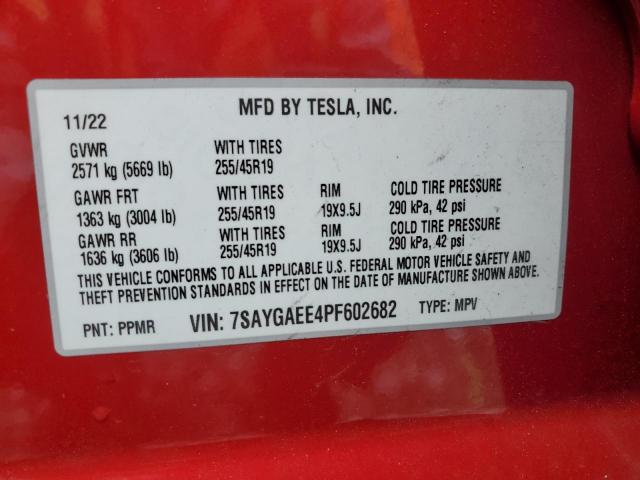 MFD BY TESLA, INC.
11/22
GVWR WITH TIRES
2571 kg (5669 lb) 255/45R19
GAWR FRT WITH TIRES RIM COLD TIRE PRESSURE
1363 kg (3004 lb) 255/45R19 19X9.5J 290 kPa, 42 psi
GAWR RR WITH TIRES RIM COLD TIRE PRESSURE
1636 kg (3606 lb) 255/45R19 19X9.5J 290 kPa, 42 psi
THIS VEHICLE CONFORMS TO ALL APPLICABLE U.S. FEDERAL MOTOR VEHICLE SAFETY AND
THEFT PREVENTION STANDARDS IN EFFECT ON THE DATE OF MANUFACTURE SHOWN ABOVE.
PNT: PPMR VIN: 7SAYGAEE4PF602682 TYPE: MPV